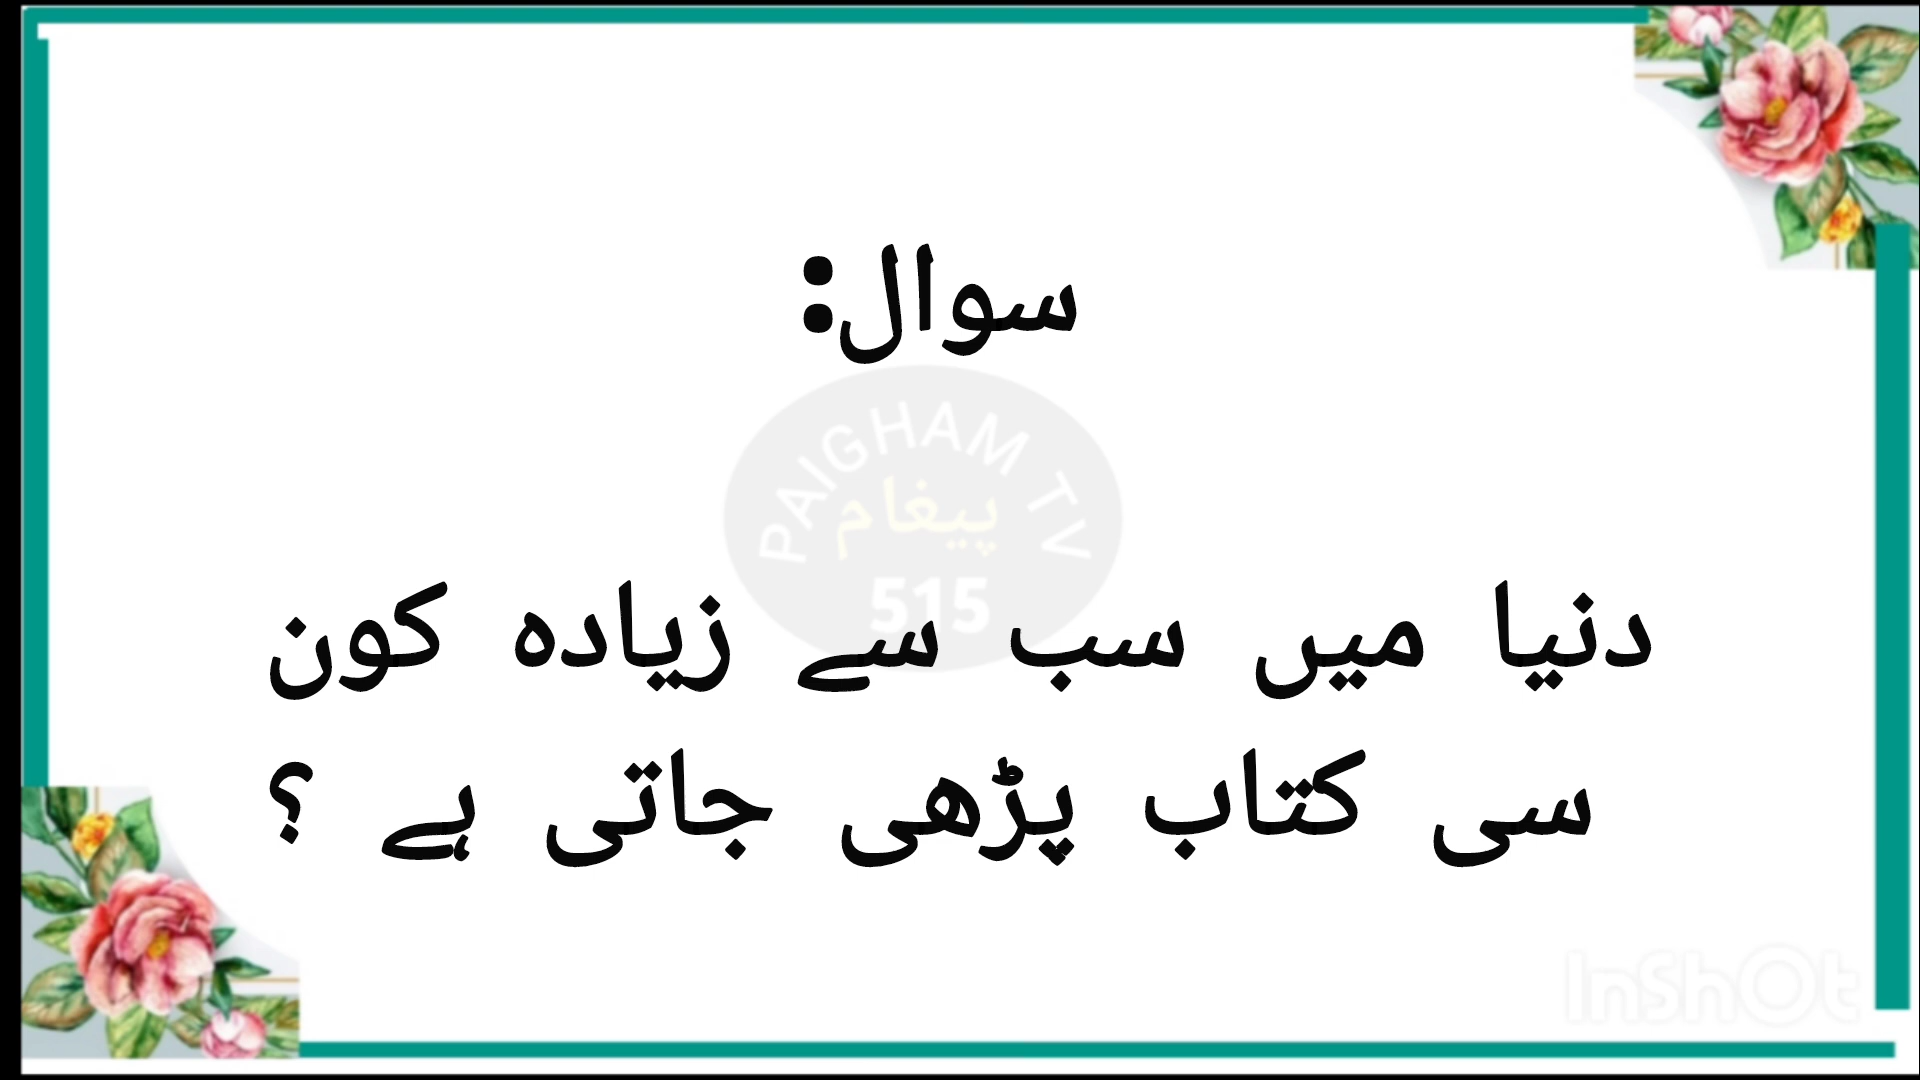 سوال:
PAIGHAM TV
پیغام
515
دنیا میں سب سے زیادہ کون
سی کتاب پڑھی جاتی ہے ؟
InShOt